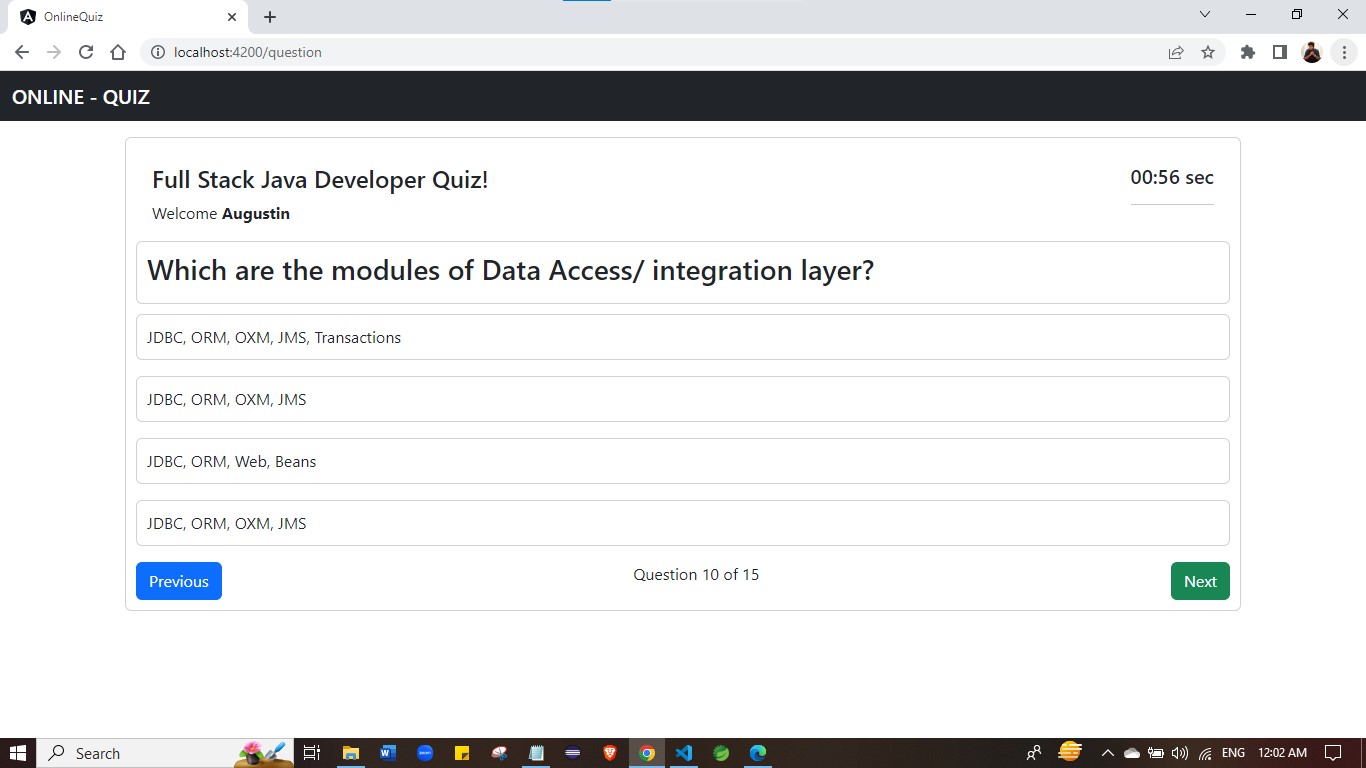 OnlineQuiz
localhost:4200/question
ONLINE - QUIZ
Full Stack Java Developer Quiz!
00:56 sec
Welcome Augustin
Which are the modules of Data Access/ integration layer?
JDBC, ORM, OXM, JMS, Transactions
JDBC, ORM, OXM, JMS
JDBC, ORM, Web, Beans
JDBC, ORM, OXM, JMS
Previous
Question 10 of 15
Next
Search
ENG
12:02 AM